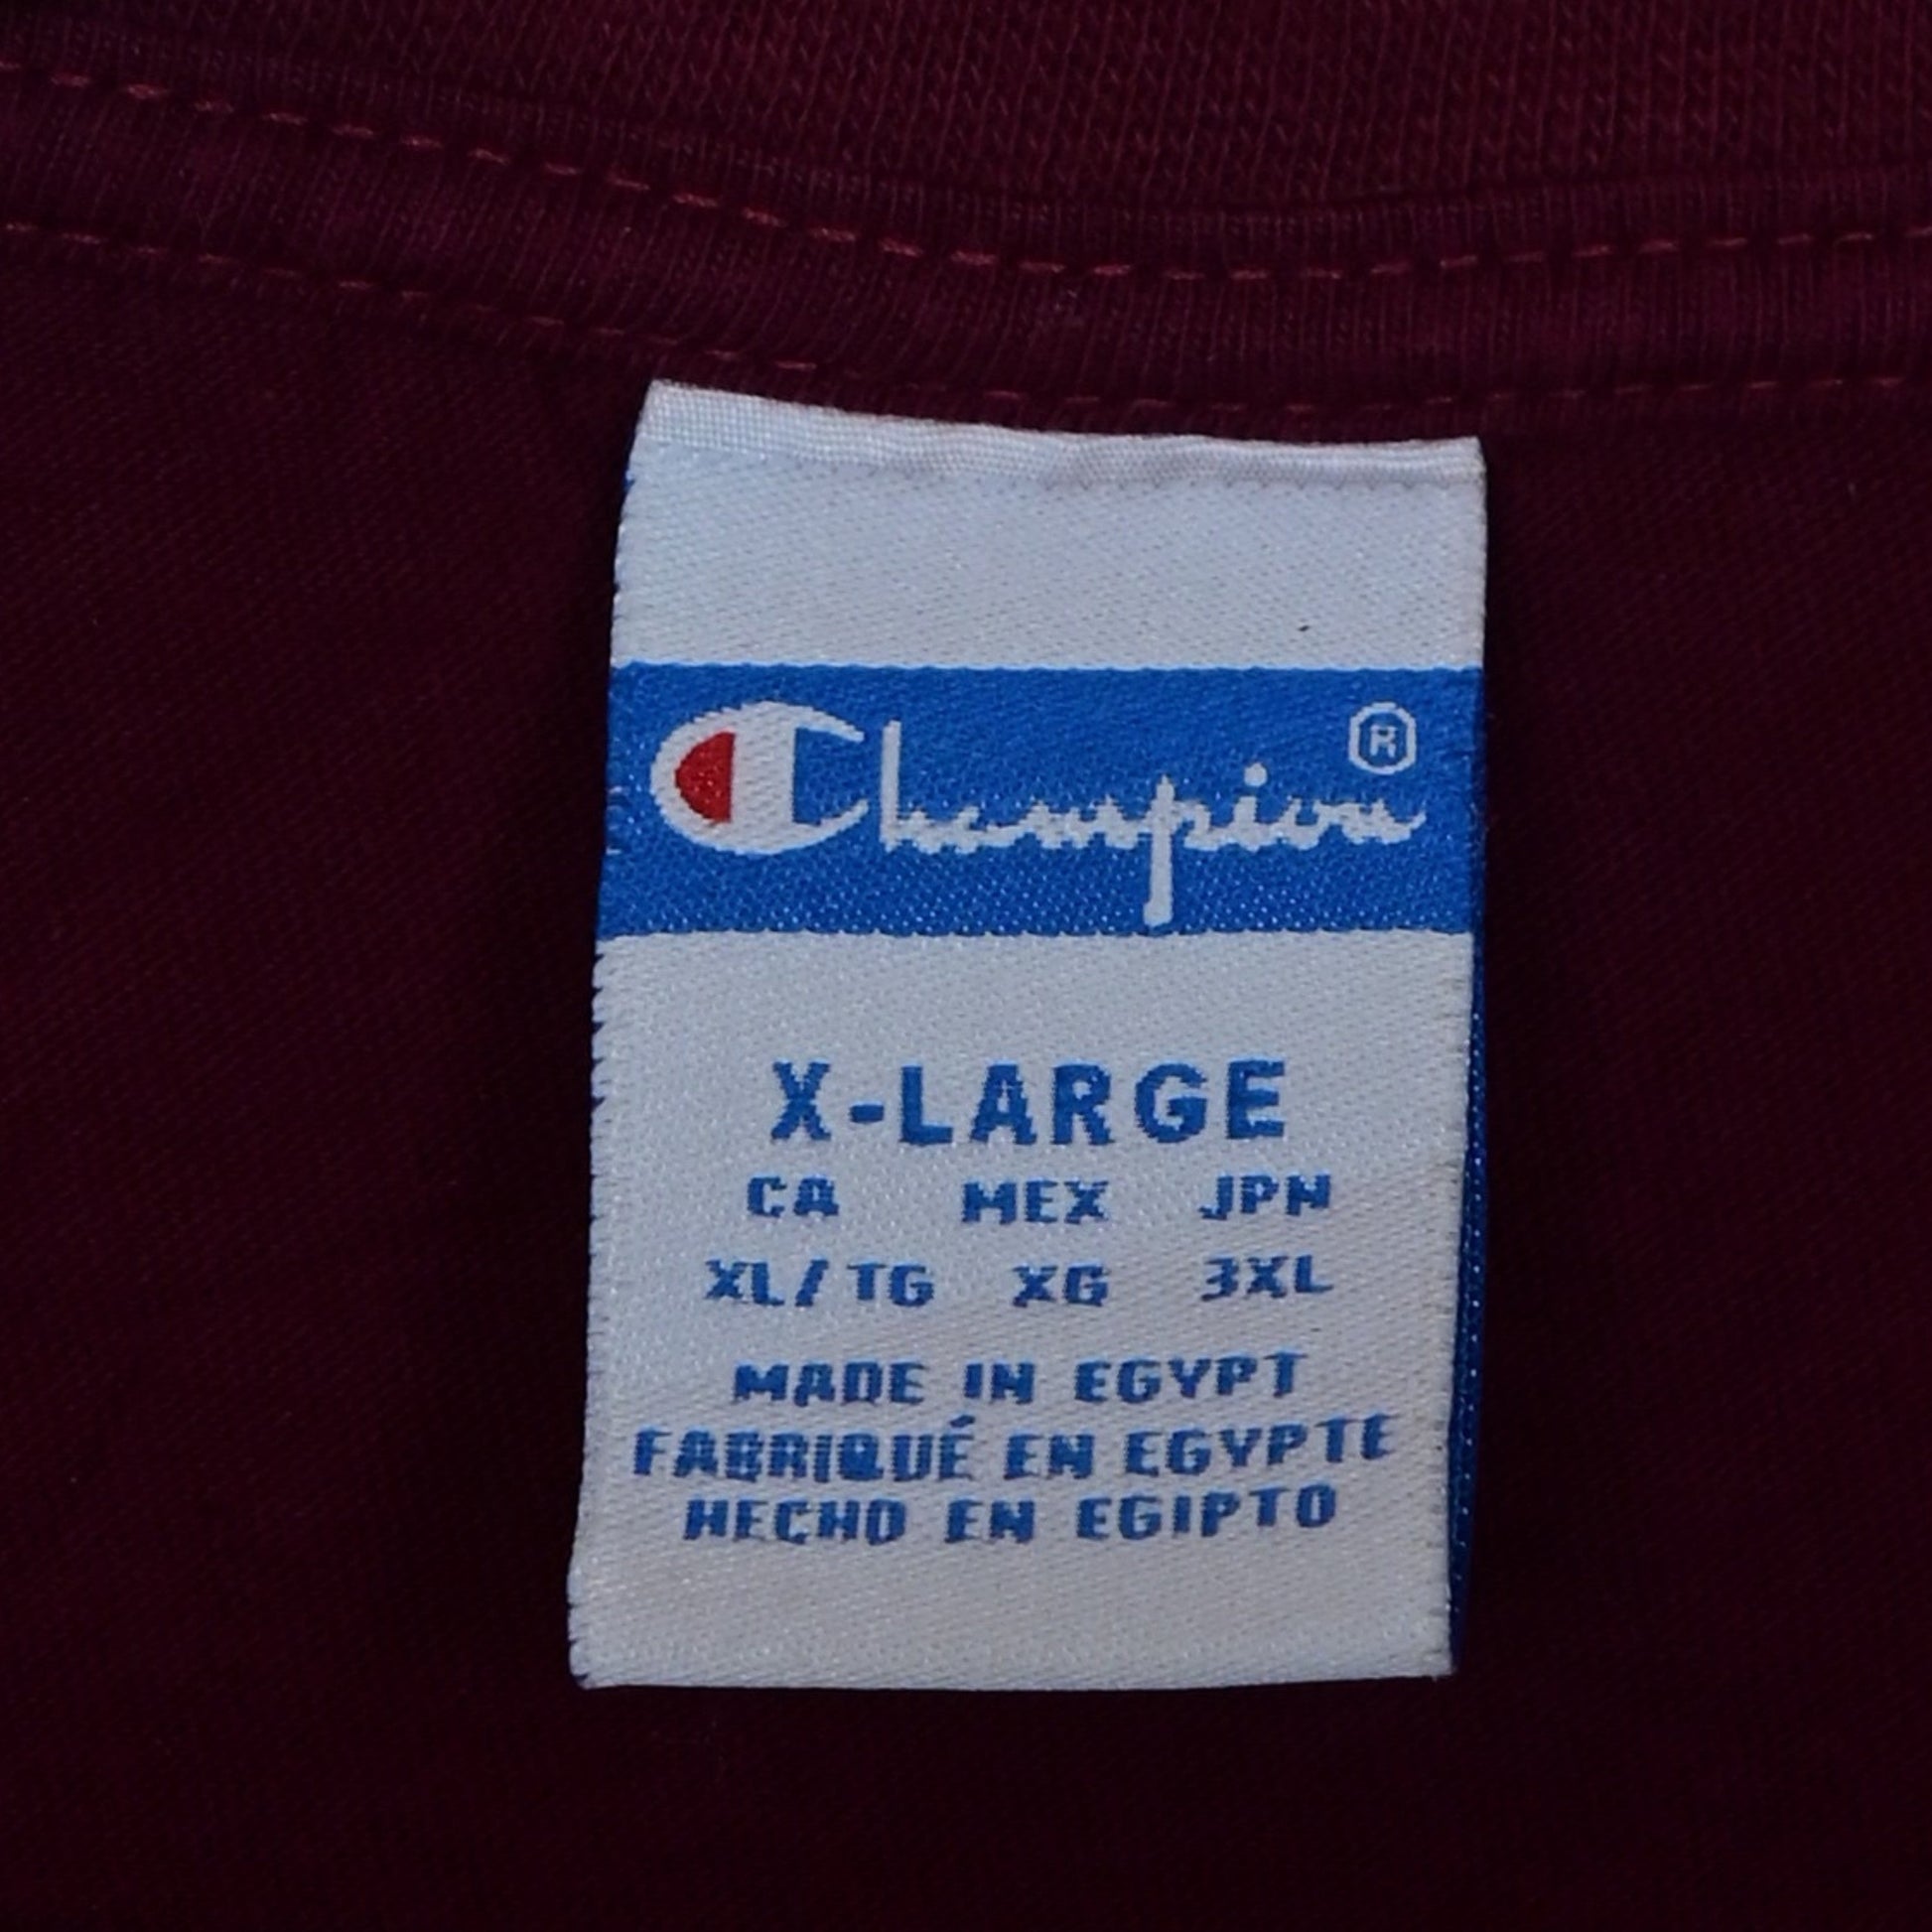 Champion®
X-LARGE
CA MEX JPN
XL/TG XG 3XL
MADE IN EGYPT
FABRIQUÉ EN EGYPTE
HECHO EN EGIPTO